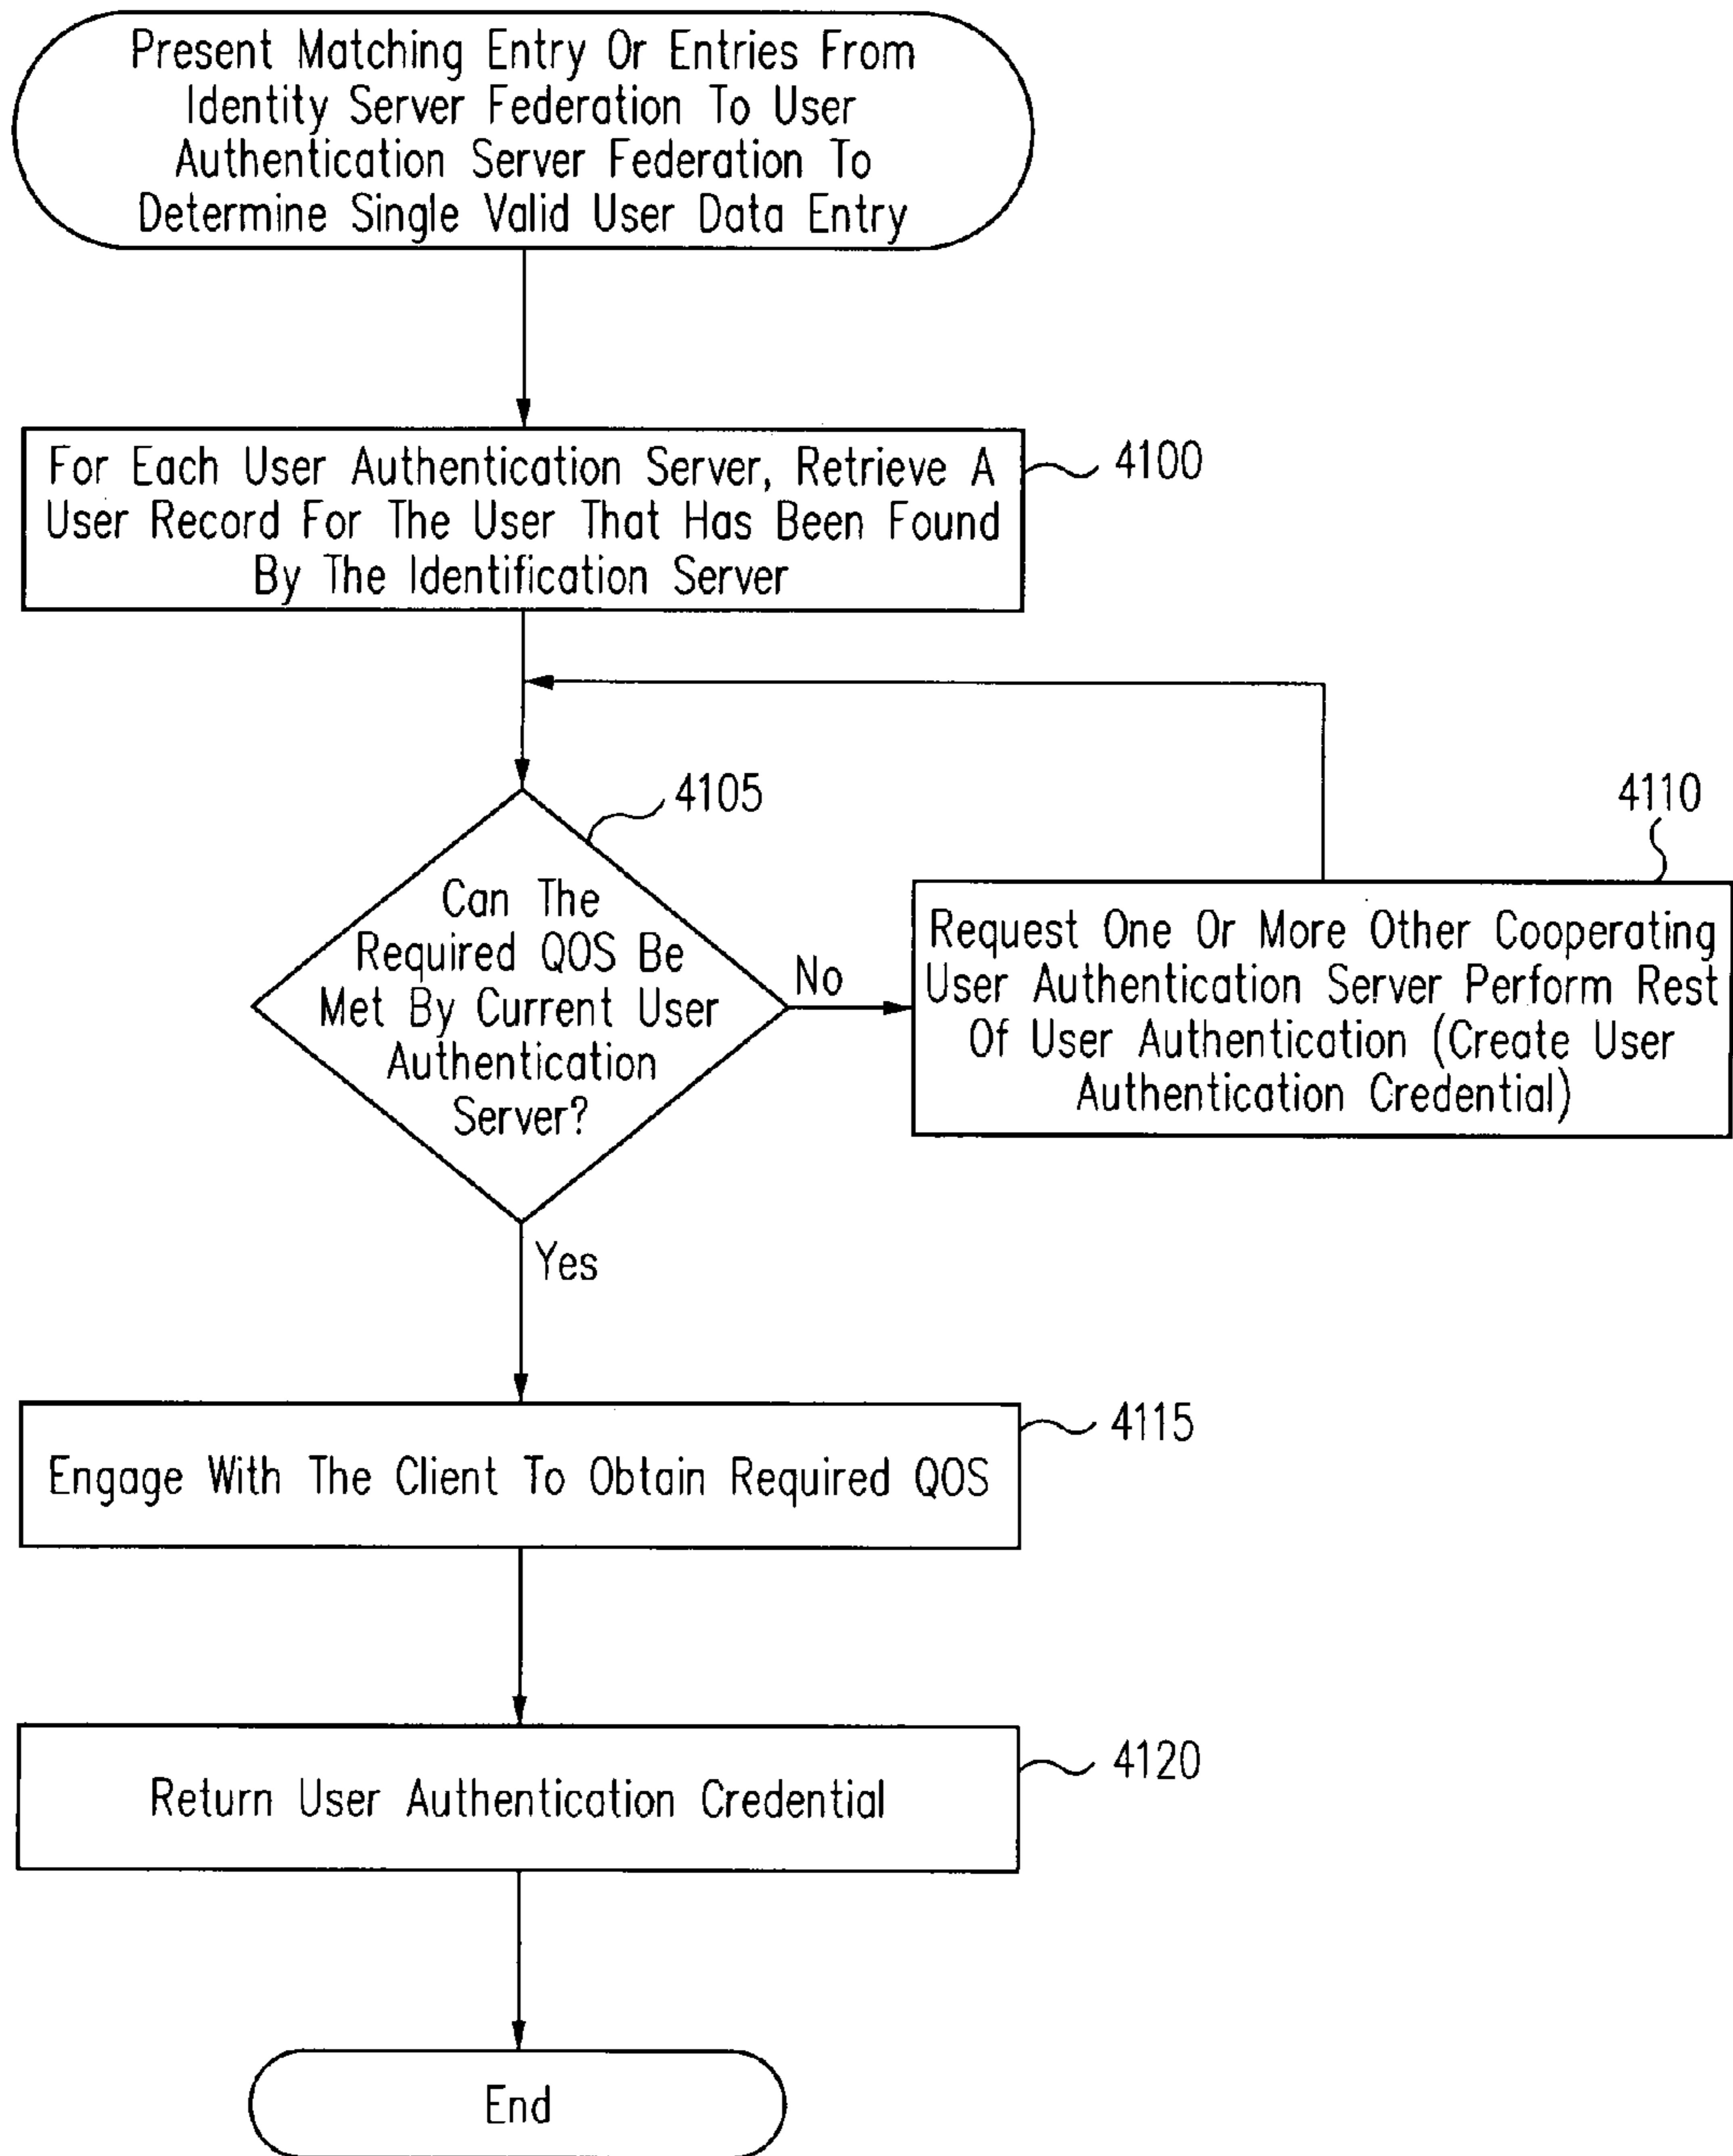 Present Matching Entry Or Entries From
Identity Server Federation To User
Authentication Server Federation To
Determine Single Valid User Data Entry
For Each User Authentication Server, Retrieve A
User Record For The User That Has Been Found
By The Identification Server
4100
4105
Can The
Required QOS Be
Met By Current User
Authentication
Server?
No
4110
Request One Or More Other Cooperating
User Authentication Server Perform Rest
Of User Authentication (Create User
Authentication Credential)
Yes
Engage With The Client To Obtain Required QOS
4115
Return User Authentication Credential
4120
End